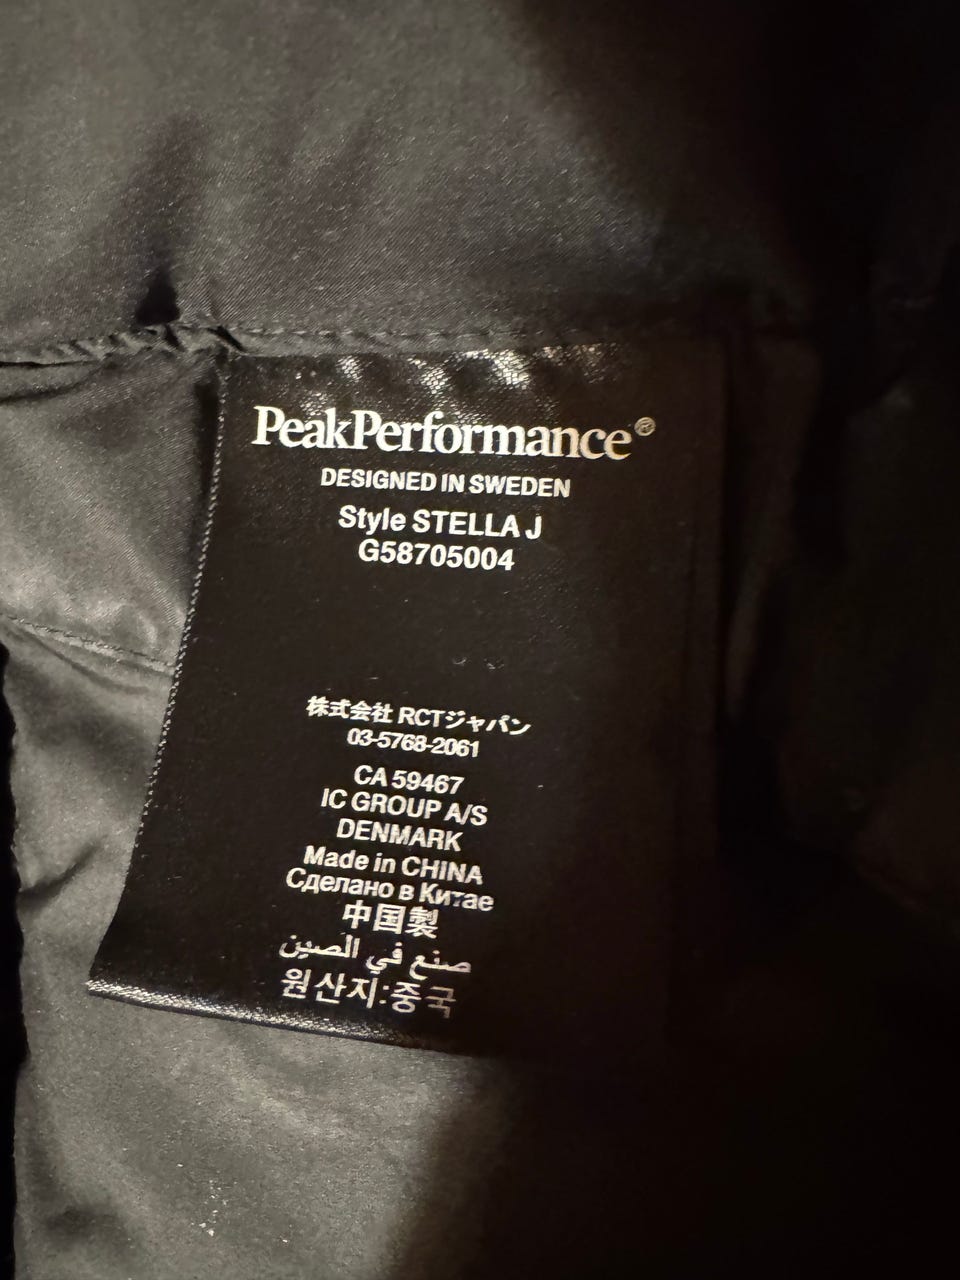 PeakPerformance®
DESIGNED IN SWEDEN
Style STELLA J
G58705004
株式会社 RCTジャパン
03-5768-2061
CA 59467
IC GROUP A/S
DENMARK
Made in CHINA
Сделано в Китае
中国製
صنع في الصين
원산지:중국